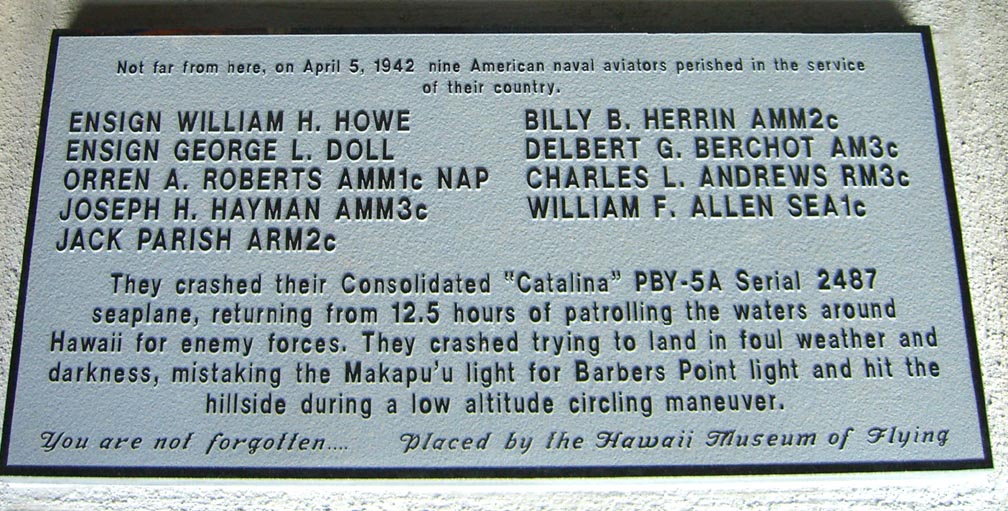 Not far from here, on April 5, 1942 nine American naval aviators perished in the service
of their country.
ENSIGN WILLIAM H. HOWE
ENSIGN GEORGE L. DOLL
ORREN A. ROBERTS AMM1c NAP
JOSEPH H. HAYMAN AMM3c
JACK PARISH ARM2c
BILLY B. HERRIN AMM2c
DELBERT G. BERCHOT AM3c
CHARLES L. ANDREWS RM3c
WILLIAM F. ALLEN SEA1c
They crashed their Consolidated "Catalina" PBY-5A Serial 2487
seaplane, returning from 12.5 hours of patrolling the waters around
Hawaii for enemy forces. They crashed trying to land in foul weather and
darkness, mistaking the Makapu'u light for Barbers Point light and hit the
hillside during a low altitude circling maneuver.
You are not forgotten.... Placed by the Hawaii Museum of Flying